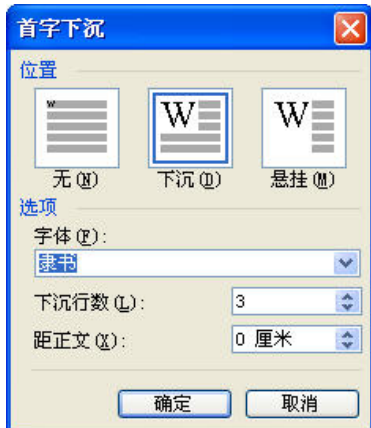 首字下沉
位置
W W W
无(N) 下沉(D) 悬挂(M)
选项
字体(F):
隶书
下沉行数(L): 3
距正文(X): 0 厘米
确定 取消